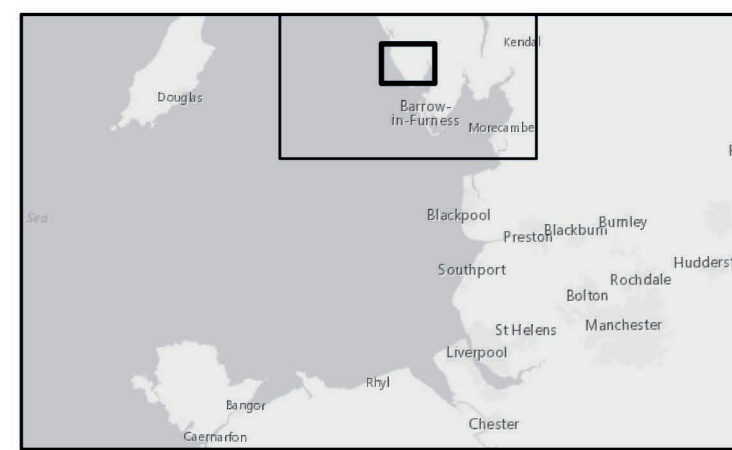 Kendal
Douglas
Barrow-
in-Furness
Morecambe
Sea
Blackpool
Burnley
Blackburn
Preston
Southport
Rochdale
Bolton
St Helens
Manchester
Liverpool
Rhyl
Bangor
Chester
Caernarfon